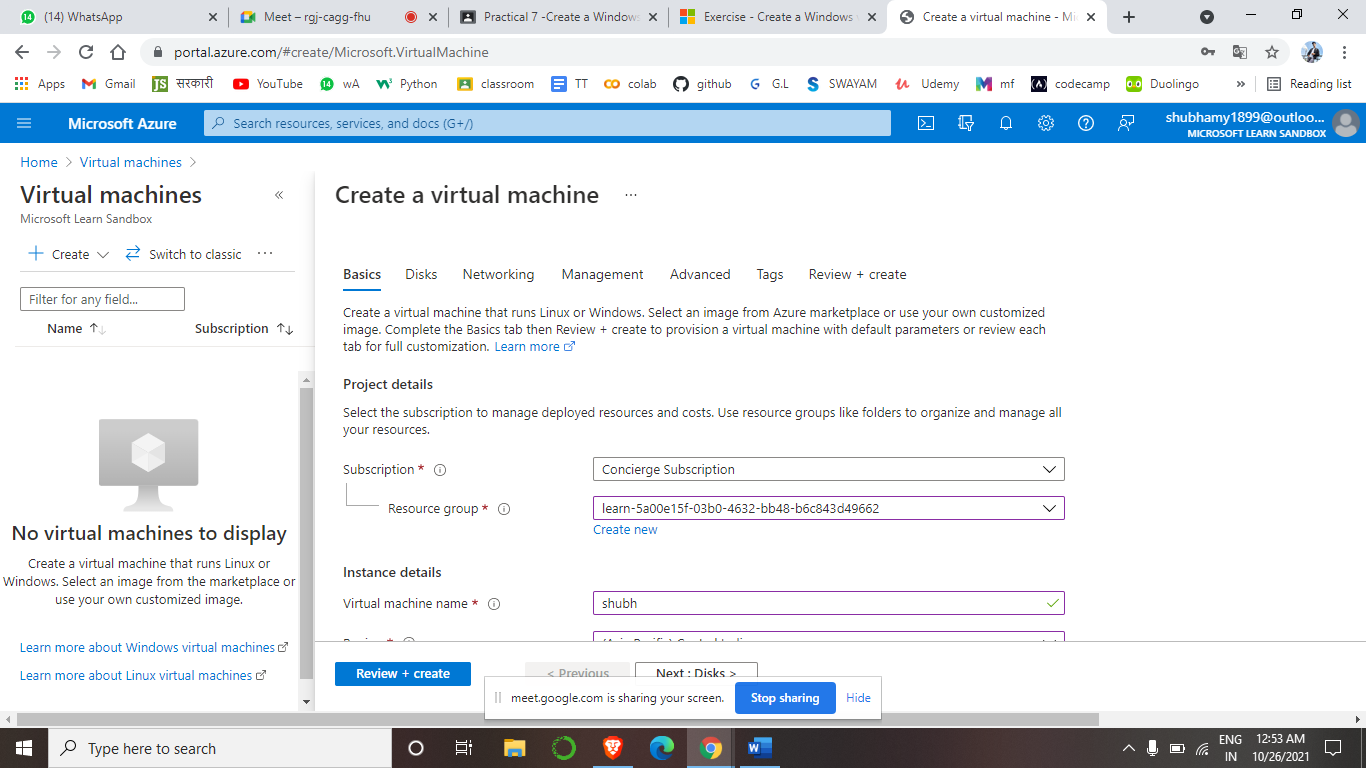 (14) WhatsApp
Meet – rgj-cagg-fhu
Practical 7 -Create a Windows
Exercise - Create a Windows
Create a virtual machine - Mi
portal.azure.com/#create/Microsoft.VirtualMachine
Apps
Gmail
JS
सरकारी
YouTube
14
wA
Python
classroom
TT
colab
github
G.L
SWAYAM
Udemy
mf
codecamp
Duolingo
»
Reading list
Microsoft Azure
Search resources, services, and docs (G+/)
shubhamy1899@outloo...
MICROSOFT LEARN SANDBOX
Home > Virtual machines >
Virtual machines «
Microsoft Learn Sandbox
+ Create
Switch to classic
...
Filter for any field...
Name ↑↓
Subscription ↑↓
No virtual machines to display
Create a virtual machine that runs Linux or
Windows. Select an image from the marketplace or
use your own customized image.
Learn more about Windows virtual machines
Learn more about Linux virtual machines
Create a virtual machine ...
Basics
Disks
Networking
Management
Advanced
Tags
Review + create
Create a virtual machine that runs Linux or Windows. Select an image from Azure marketplace or use your own customized
image. Complete the Basics tab then Review + create to provision a virtual machine with default parameters or review each
tab for full customization. Learn more
Project details
Select the subscription to manage deployed resources and costs. Use resource groups like folders to organize and manage all
your resources.
Subscription *
Concierge Subscription
Resource group *
learn-5a00e15f-03b0-4632-bb48-b6c843d49662
Create new
Instance details
Virtual machine name *
shubh
Review + create
< Previous
Next : Disks >
meet.google.com is sharing your screen.
Stop sharing
Hide
Type here to search
ENG
IN
12:53 AM
10/26/2021